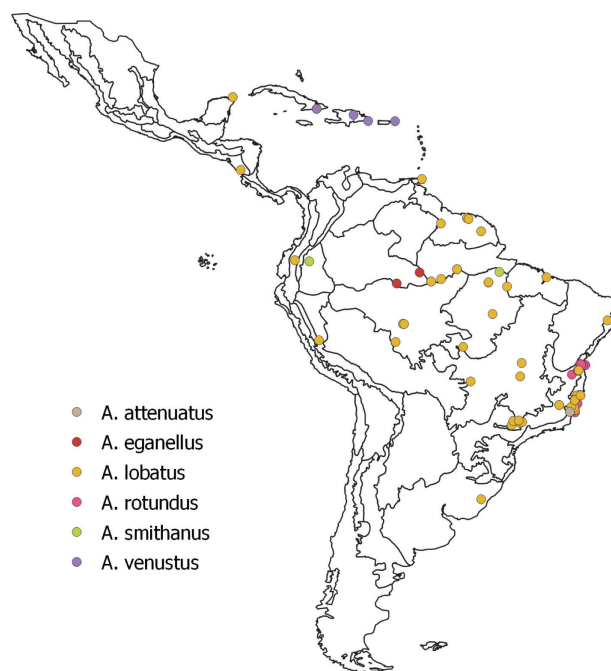 A. attenuatus
A. eganellus
A. lobatus
A. rotundus
A. smithanus
A. venustus